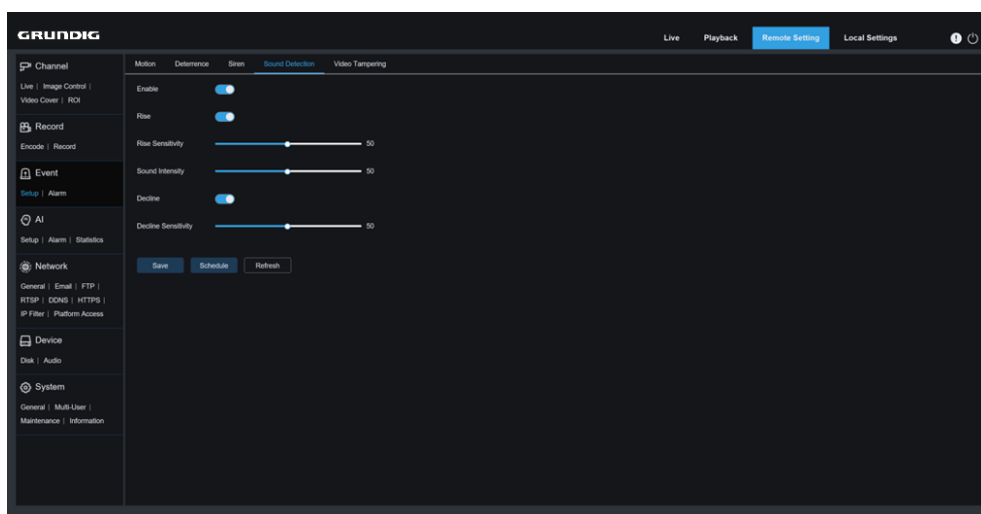 GRUNDIG
Live Playback Remote Setting Local Settings
Channel
Live | Image Control |
Video Cover | ROI
Record
Encode | Record
Event
Setup | Alarm
AI
Setup | Alarm | Statistics
Network
General | Email | FTP |
RTSP | DDNS | HTTPS |
IP Filter | Platform Access
Device
Disk | Audio
System
General | Multi-User |
Maintenance | Information
Motion Deterrence Siren Sound Detection Video Tampering
Enable
Rise
Rise Sensitivity 50
Sound Intensity 50
Decline
Decline Sensitivity 50
Save Schedule Refresh